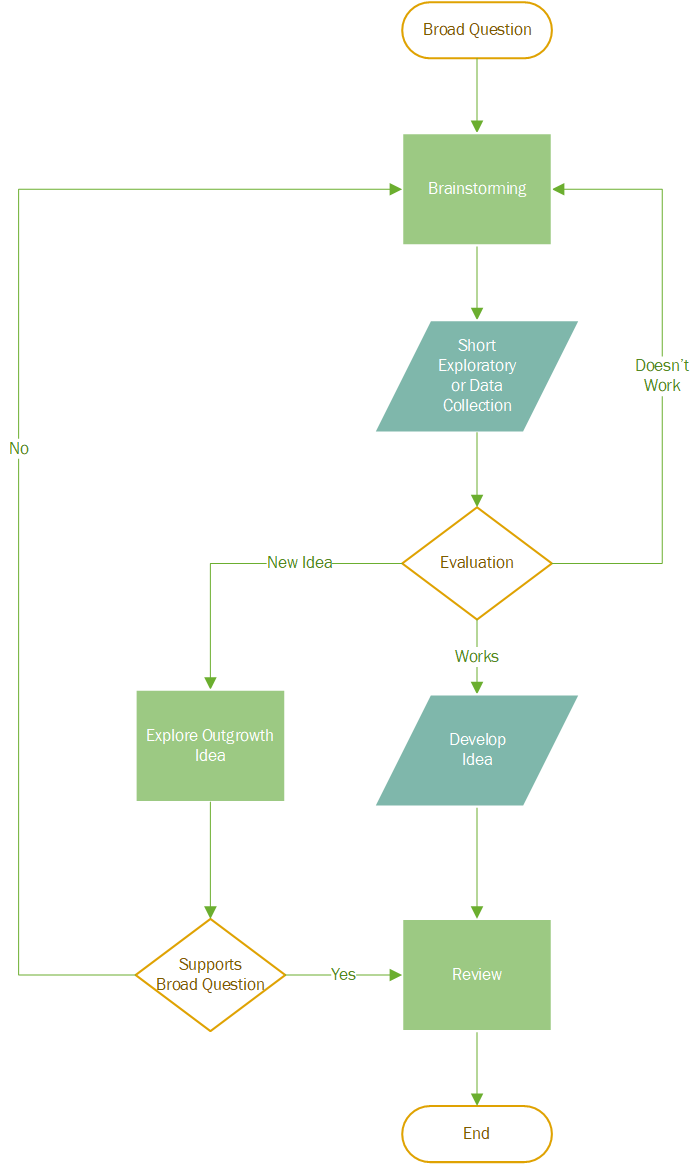 Broad Question
Brainstorming
Short
Exploratory
or Data
Collection
Doesn't
Work
No
Evaluation
New Idea
Works
Explore Outgrowth
Idea
Develop
Idea
Supports
Broad Question
Yes
Review
End